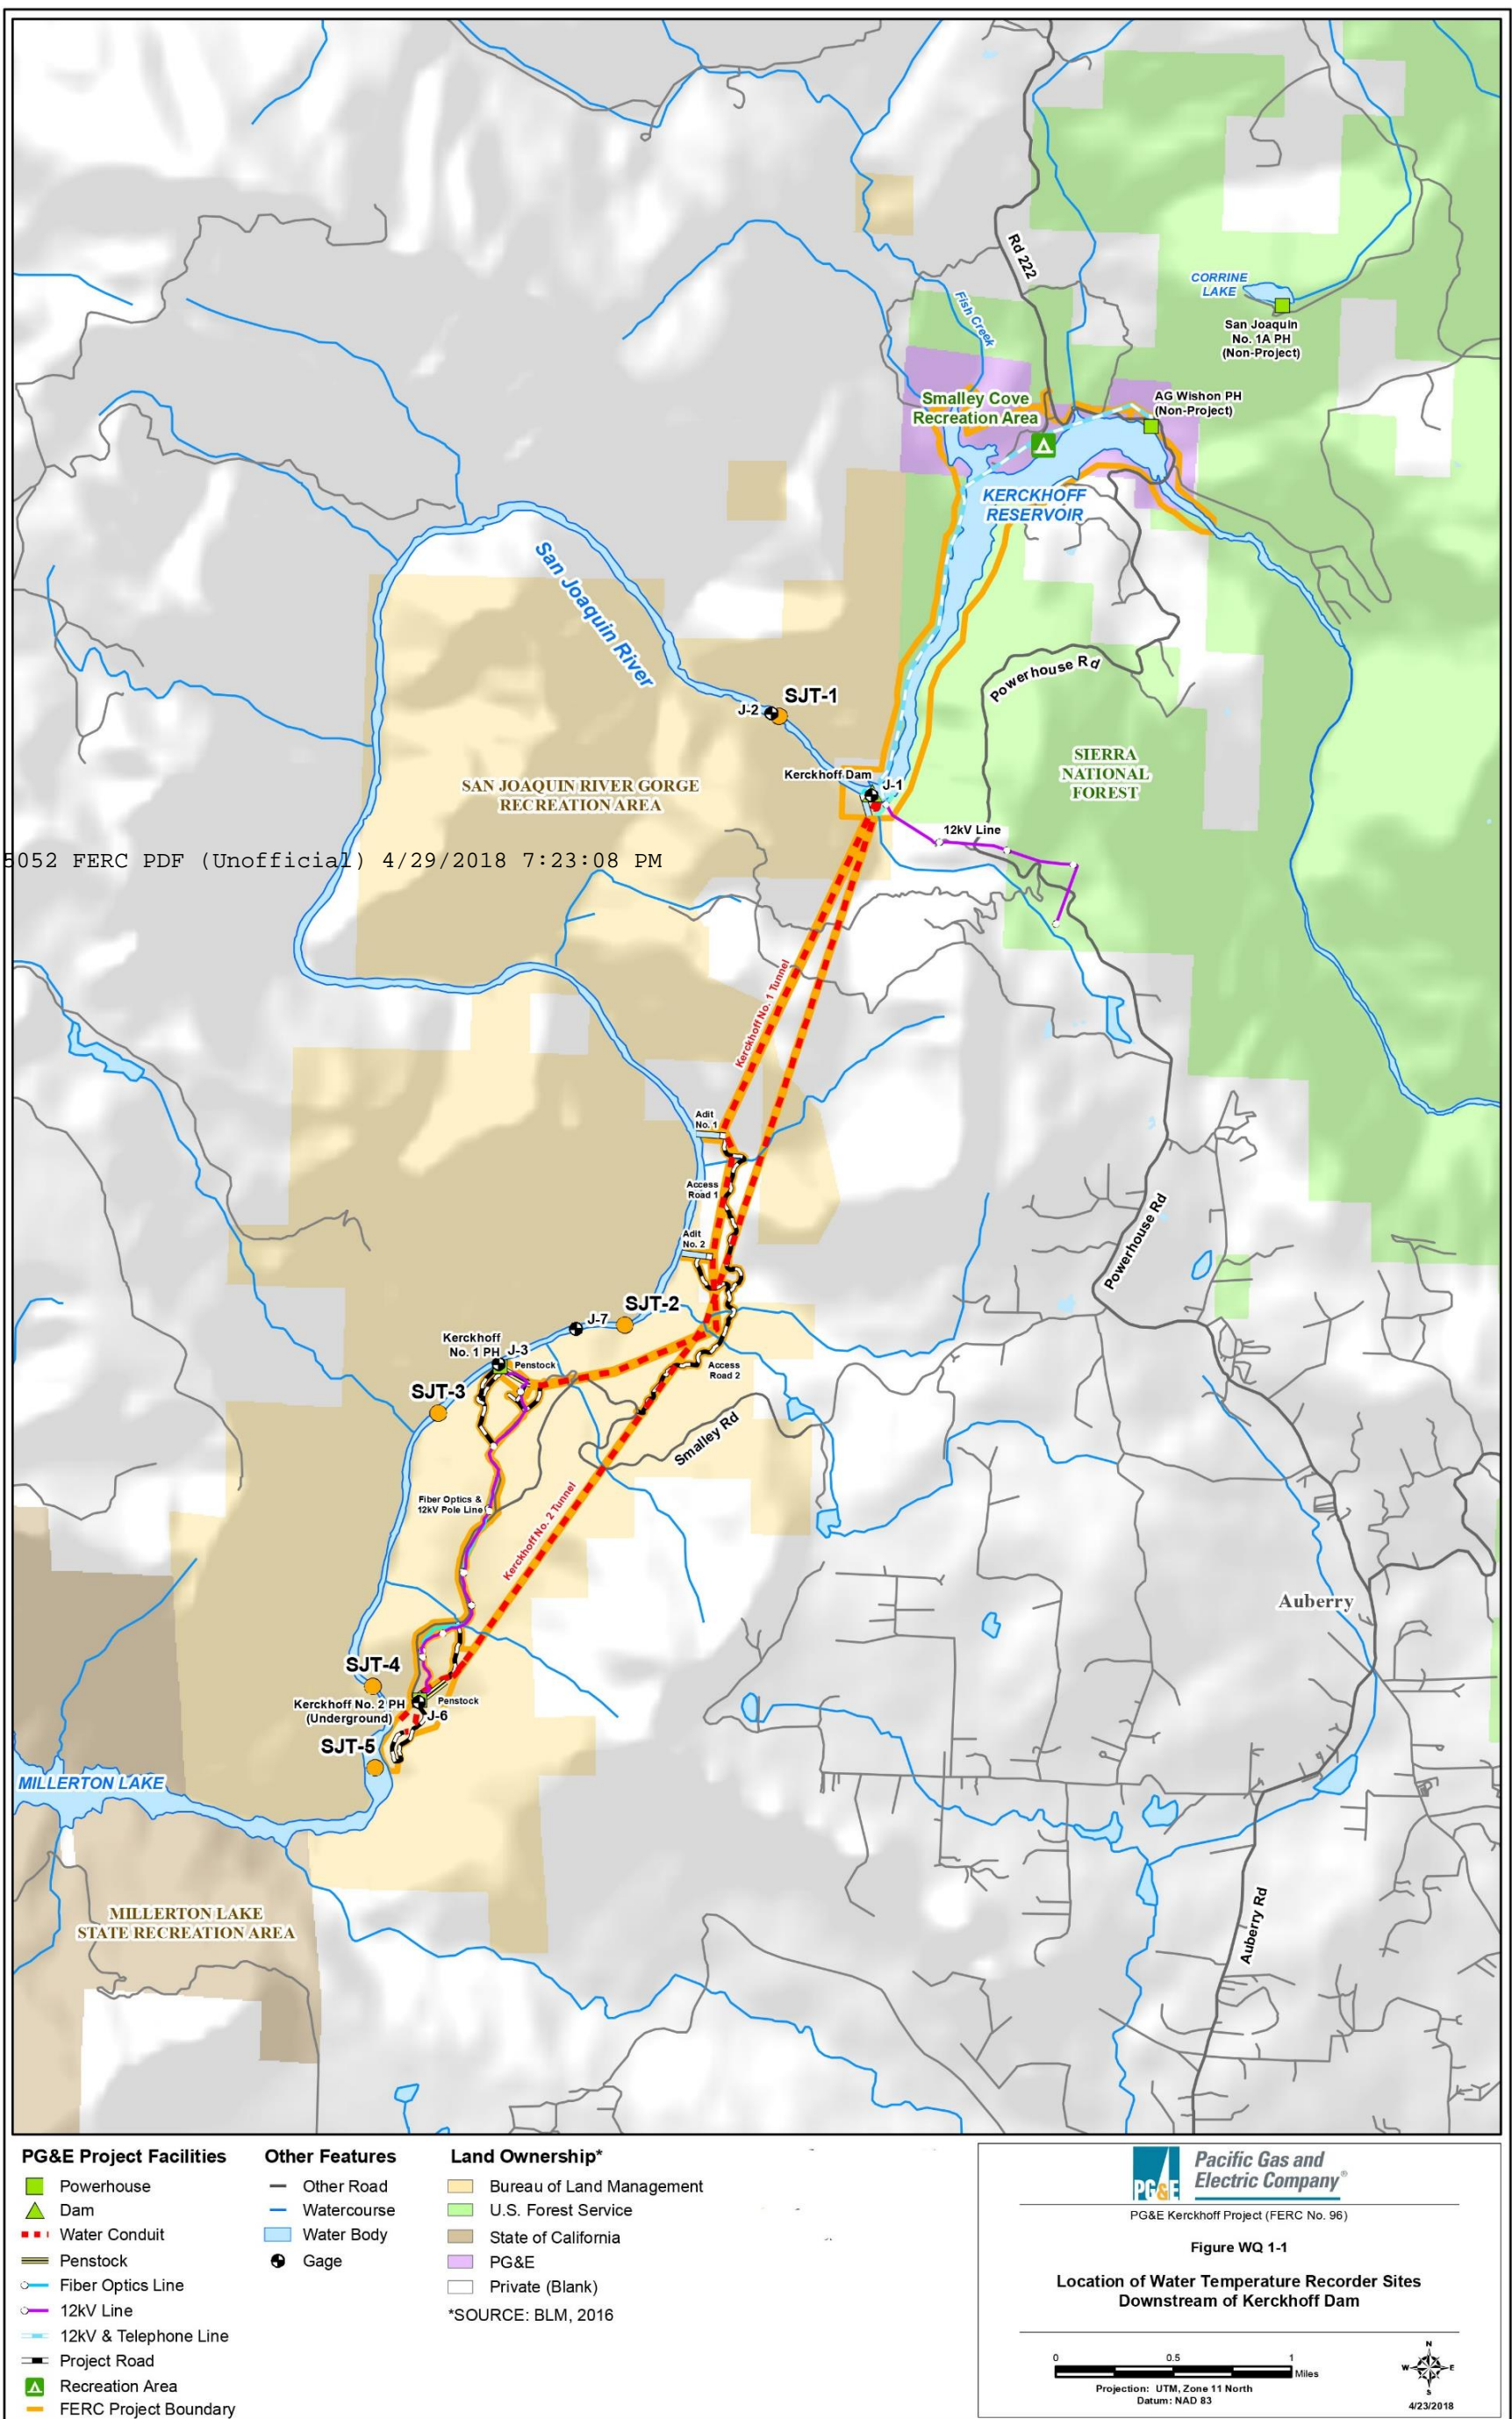 Rd 222
Fish Creek
CORRINE
LAKE
San Joaquin
No. 1A PH
(Non-Project)
AG Wishon PH
(Non-Project)
Smalley Cove
Recreation Area
KERCKHOFF
RESERVOIR
San Joaquin River
Powerhouse Rd
SJT-1
J-2
Kerckhoff Dam
J-1
SIERRA
NATIONAL
FOREST
SAN JOAQUIN RIVER GORGE
RECREATION AREA
12kV Line
5052 FERC PDF (Unofficial) 4/29/2018 7:23:08 PM
Kerckhoff No. 1 Tunnel
Adit
No. 1
Access
Road 1
Adit
No. 2
Powerhouse Rd
SJT-2
J-7
Kerckhoff
No. 1 PH
J-3
Penstock
Access
Road 2
SJT-3
Smalley Rd
Fiber Optics &
12kV Pole Line
Kerckhoff No. 2 Tunnel
Auberry
SJT-4
Kerckhoff No. 2 PH
(Underground)
Penstock
J-6
SJT-5
MILLERTON LAKE
MILLERTON LAKE
STATE RECREATION AREA
Auberry Rd
PG&E Project Facilities
Powerhouse
Dam
Water Conduit
Penstock
Fiber Optics Line
12kV Line
12kV & Telephone Line
Project Road
Recreation Area
FERC Project Boundary
Other Features
Other Road
Watercourse
Water Body
Gage
Land Ownership*
Bureau of Land Management
U.S. Forest Service
State of California
PG&E
Private (Blank)
*SOURCE: BLM, 2016
PG&E
Pacific Gas and
Electric Company®
PG&E Kerckhoff Project (FERC No. 96)
Figure WQ 1-1
Location of Water Temperature Recorder Sites
Downstream of Kerckhoff Dam
0 0.5 1
Miles
Projection: UTM, Zone 11 North
Datum: NAD 83
N
W E
S
4/23/2018